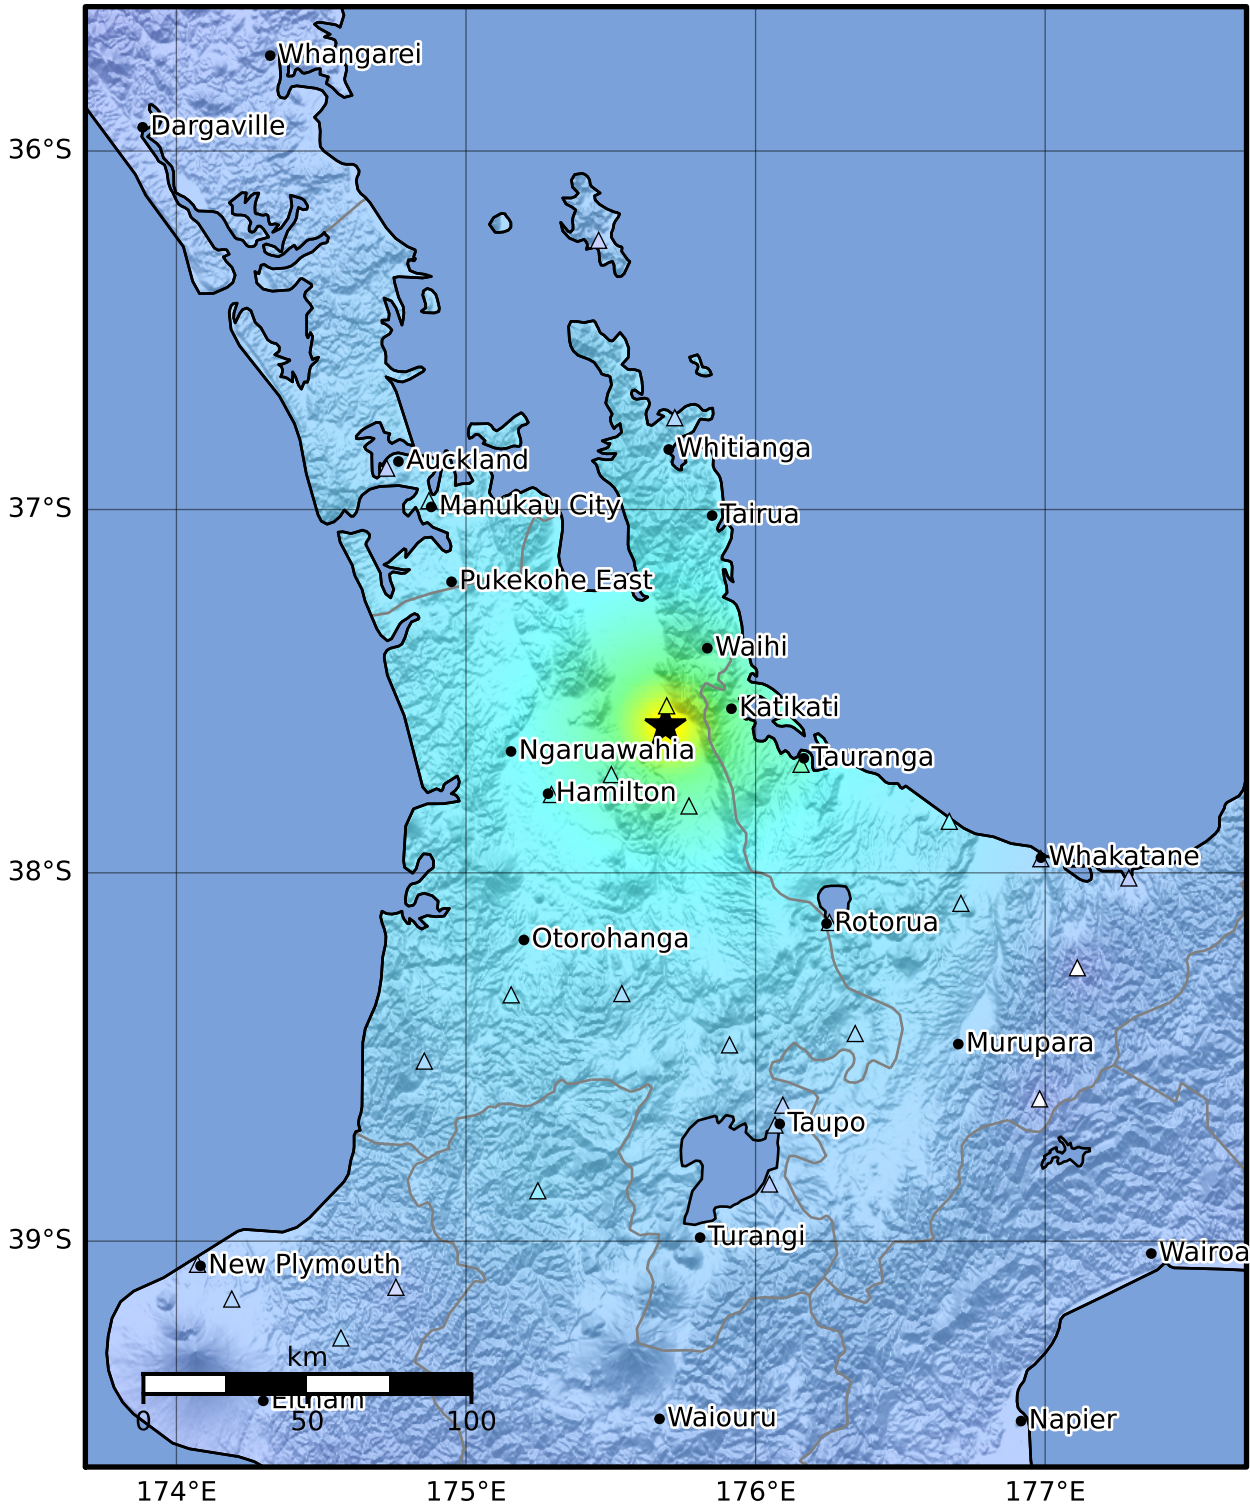 Whangarei
Dargaville
36°S
Whitianga
Auckland
Manukau City
37°S
Tairua
Pukekohe East
Waihi
Katikati
Ngaruawahia
Tauranga
Hamilton
Whakatane
38°S
Rotorua
Otorohanga
Murupara
Taupo
39°S
Turangi
Wairoa
New Plymouth
km
Eltham
0 50 100
Waiouru
Napier
174°E 175°E 176°E 177°E